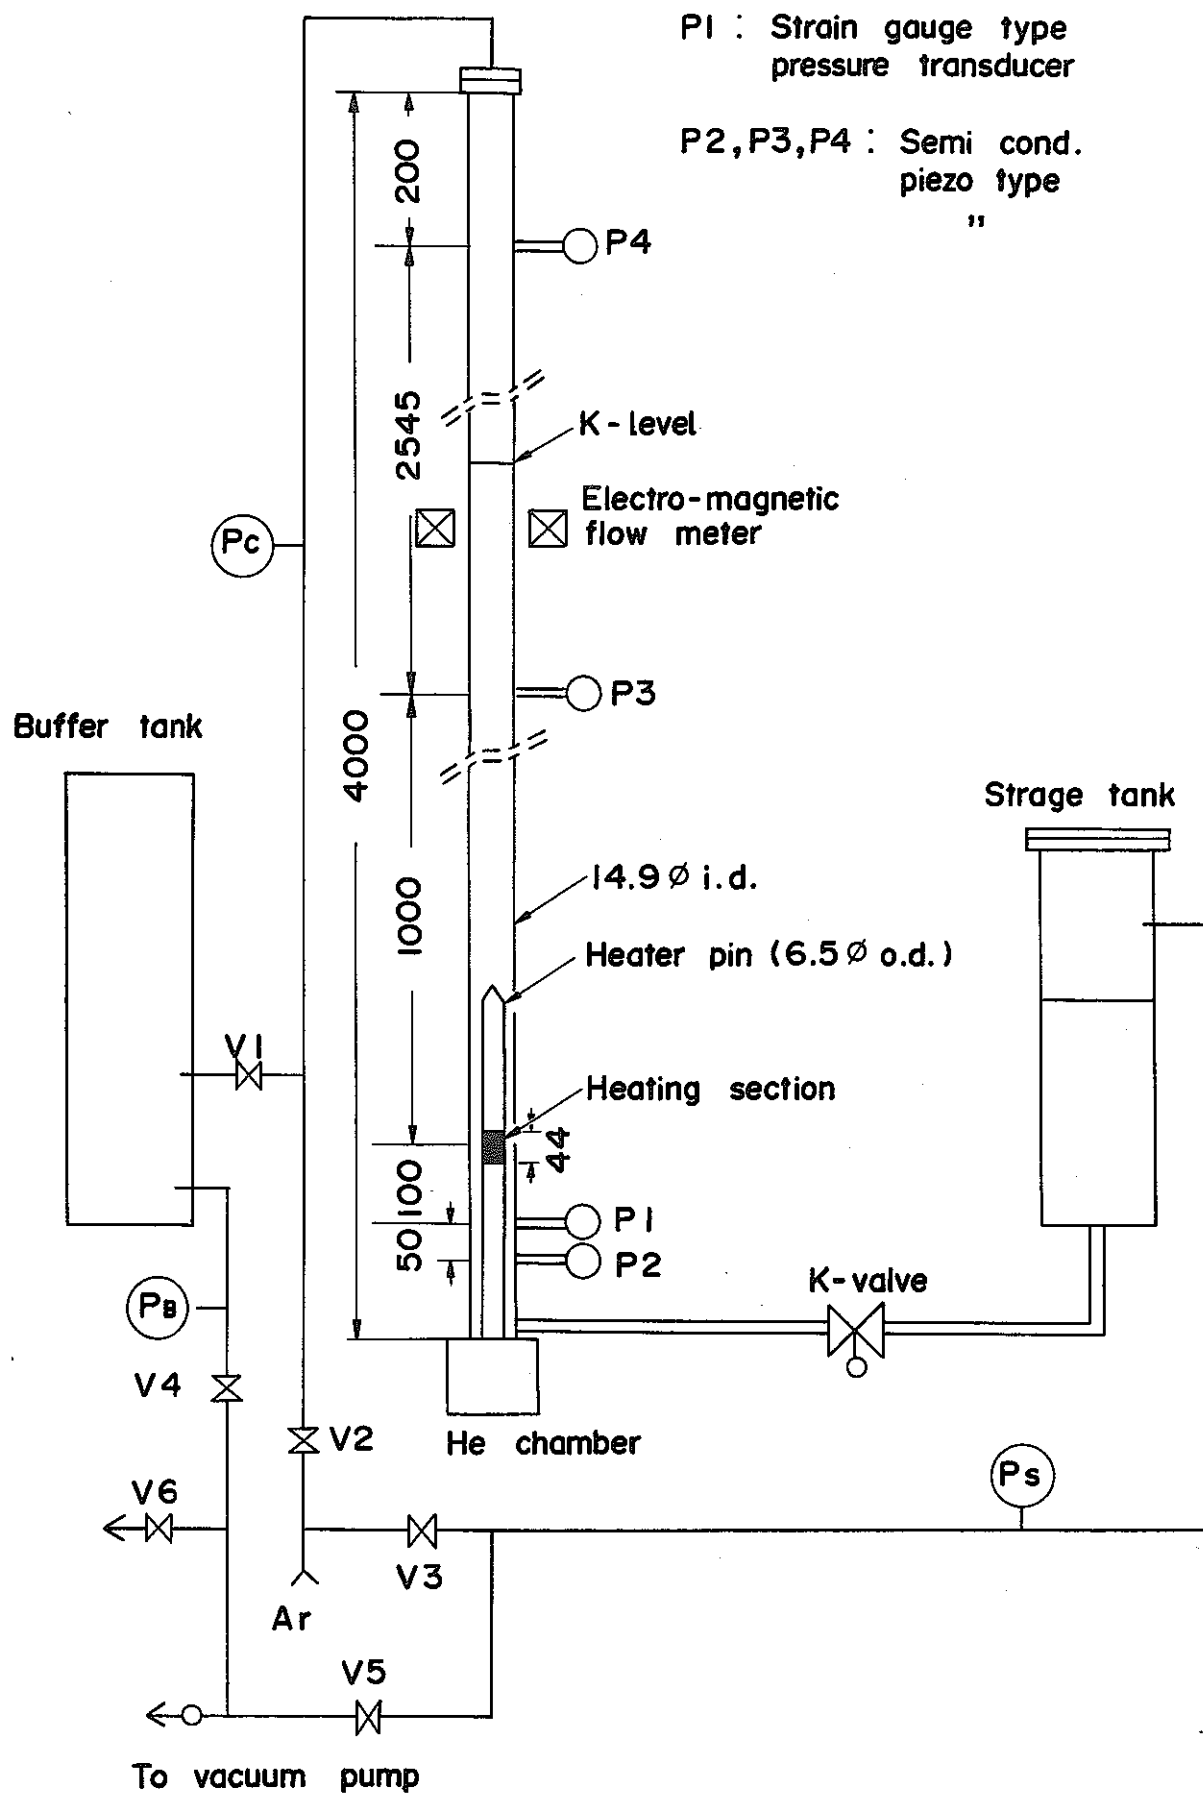 P1 : Strain gauge type
pressure transducer
P2, P3, P4 : Semi cond.
piezo type
"
200
P4
2545
K-level
Electro-magnetic
flow meter
Pc
P3
Buffer tank
4000
Strage tank
1000
14.9 ∅ i.d.
Heater pin (6.5 ∅ o.d.)
V1
Heating section
44
100
50
P1
P2
K-valve
PB
V4
V2
He chamber
Ps
V6
V3
Ar
V5
To vacuum pump